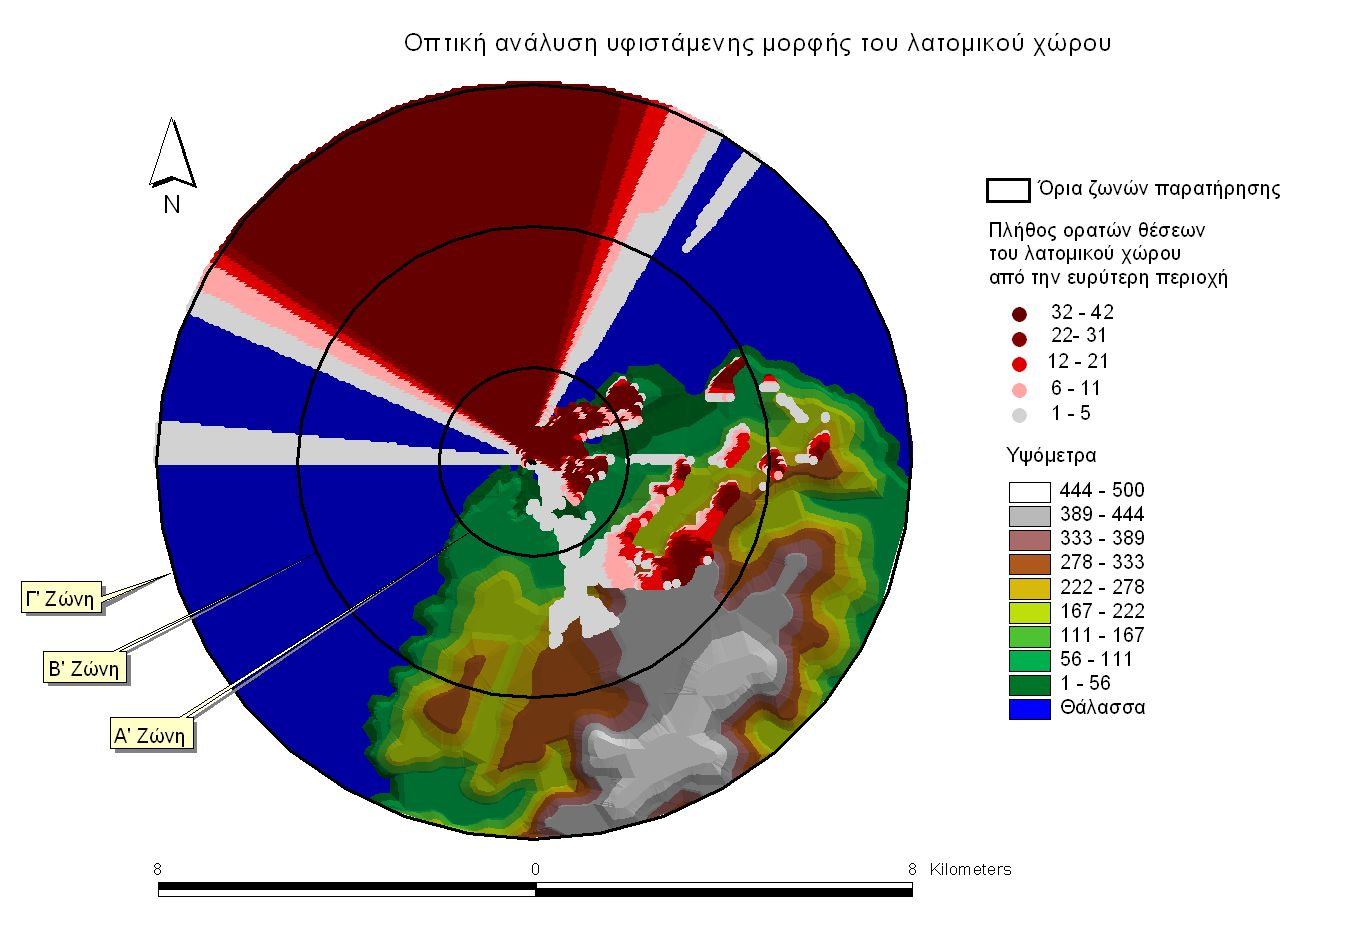 Οπτική ανάλυση υφιστάμενης μορφής του λατομικού χώρου
N
Όρια ζωνών παρατήρησης
Πλήθος ορατών θέσεων
του λατομικού χώρου
από την ευρύτερη περιοχή
32 - 42
22- 31
12 - 21
6 - 11
1 - 5
Υψόμετρα
444 - 500
389 - 444
333 - 389
278 - 333
222 - 278
167 - 222
111 - 167
56 - 111
1 - 56
Θάλασσα
Γ' Ζώνη
Β' Ζώνη
Α' Ζώνη
8 0 8 Kilometers